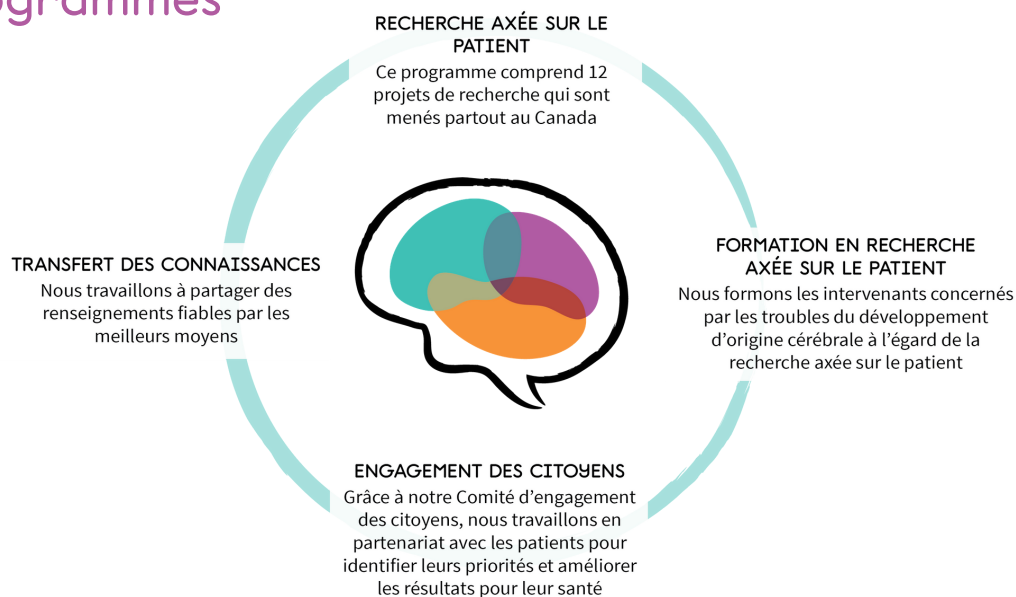 ogrammes
RECHERCHE AXÉE SUR LE
PATIENT
Ce programme comprend 12
projets de recherche qui sont
menés partout au Canada
TRANSFERT DES CONNAISSANCES
Nous travaillons à partager des
renseignements fiables par les
meilleurs moyens
FORMATION EN RECHERCHE
AXÉE SUR LE PATIENT
Nous formons les intervenants concernés
par les troubles du développement
d’origine cérébrale à l’égard de la
recherche axée sur le patient
ENGAGEMENT DES CITOYENS
Grâce à notre Comité d’engagement
des citoyens, nous travaillons en
partenariat avec les patients pour
identifier leurs priorités et améliorer
les résultats pour leur santé